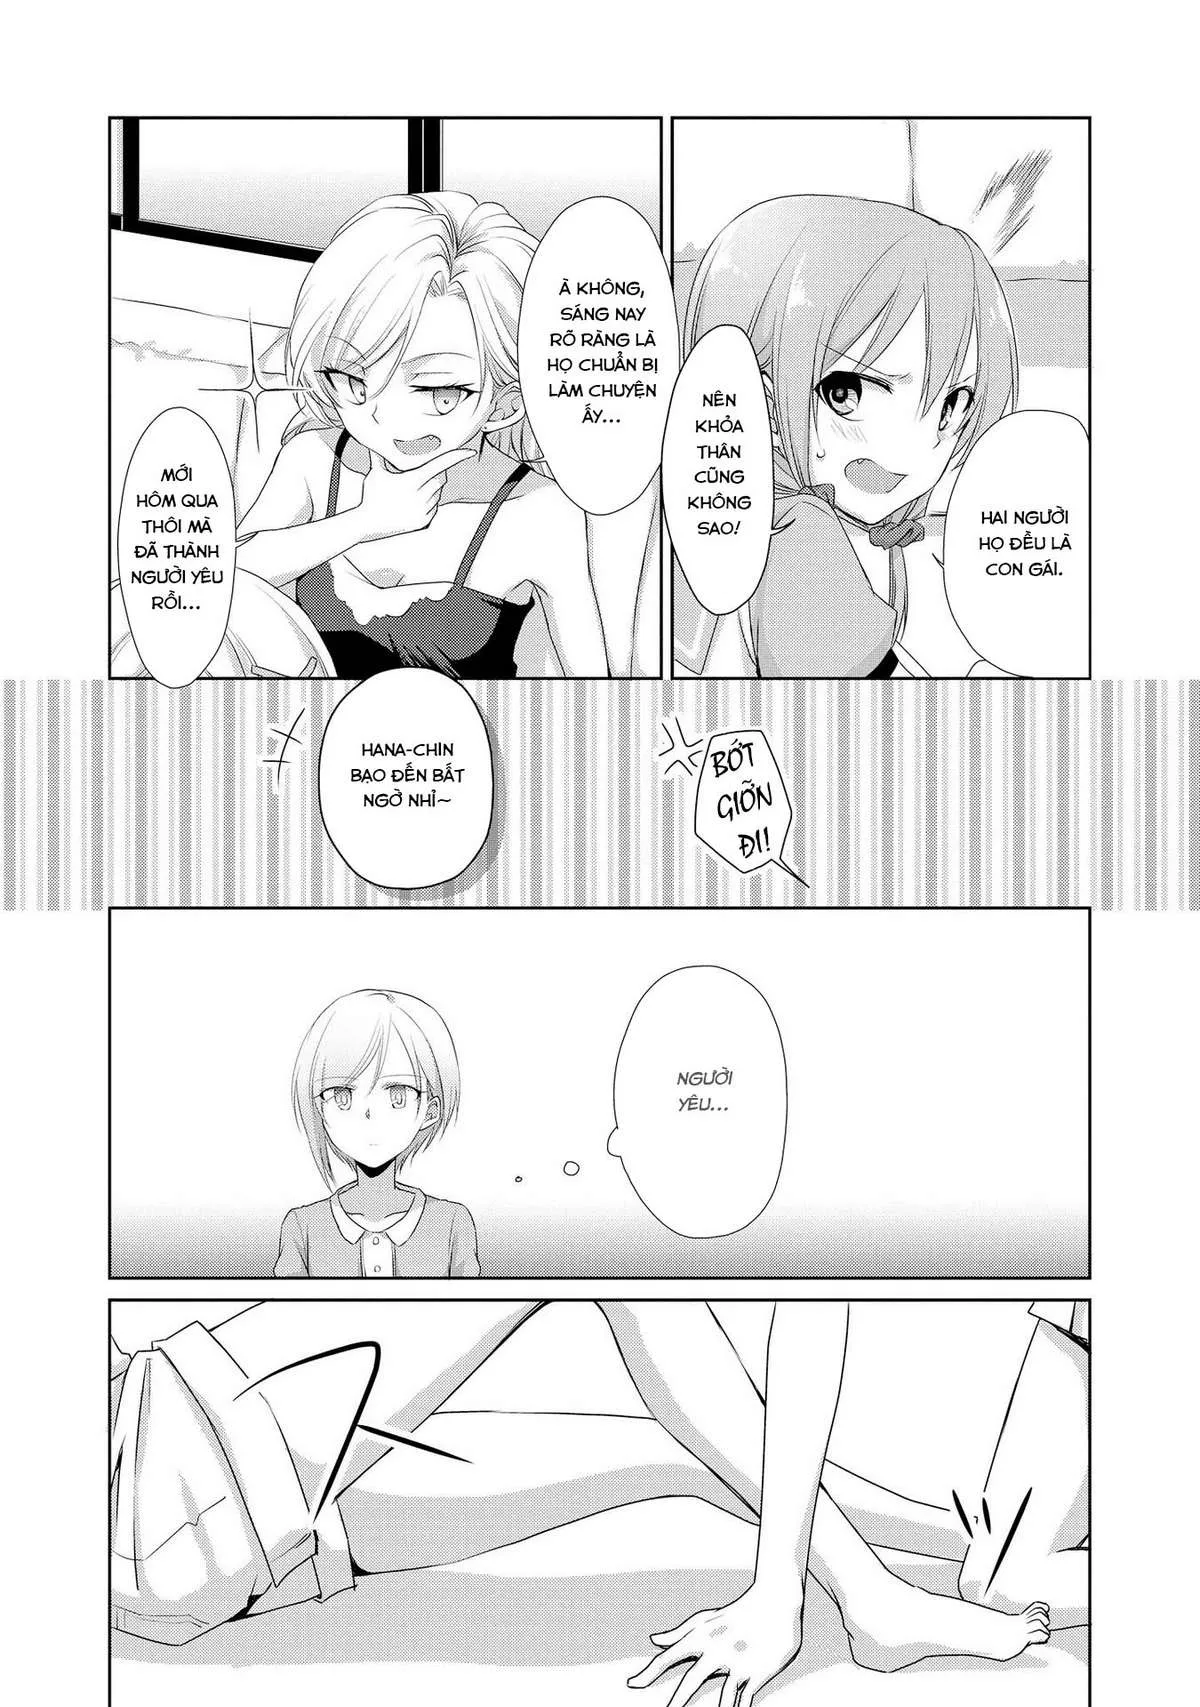 HAI NGƯỜI
HỌ ĐỀU LÀ
CON GÁI.
NÊN
KHỎA
THÂN
CŨNG
KHÔNG
SAO!
À KHÔNG,
SÁNG NAY
RÕ RÀNG LÀ
HỌ CHUẨN BỊ
LÀM CHUYỆN
ẤY...
MỚI
HÔM QUA
THÔI MÀ
ĐÃ THÀNH
NGƯỜI YÊU
RỒI...
BỚT
GIỠN
ĐI!
HANA-CHIN
BẠO ĐẾN BẤT
NGỜ NHỈ~
NGƯỜI
YÊU...